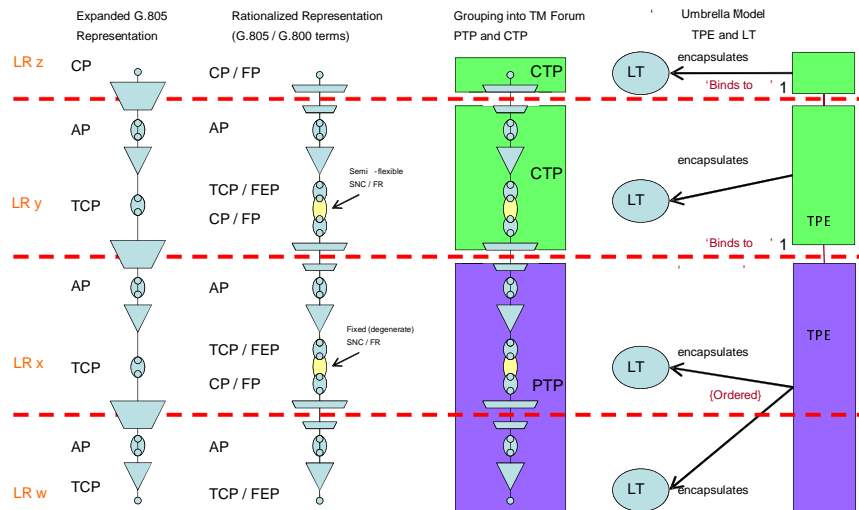 Expanded G.805
Representation
Rationalized Representation
(G.805 / G.800 terms)
Grouping into TM Forum
PTP and CTP
‘ Umbrella Model
TPE and LT
LR z
CP
CP / FP
CTP
LT
encapsulates
‘Binds to ’ 1
AP
AP
Semi -flexible
SNC / FR
CTP
encapsulates
LR y
TCP
TCP / FEP
CP / FP
LT
TPE
‘Binds to ’ 1
‘ ’
AP
AP
Fixed (degenerate)
SNC / FR
TPE
LR x
TCP
TCP / FEP
CP / FP
PTP
LT
encapsulates
{Ordered}
AP
AP
LR w
TCP
TCP / FEP
LT
encapsulates